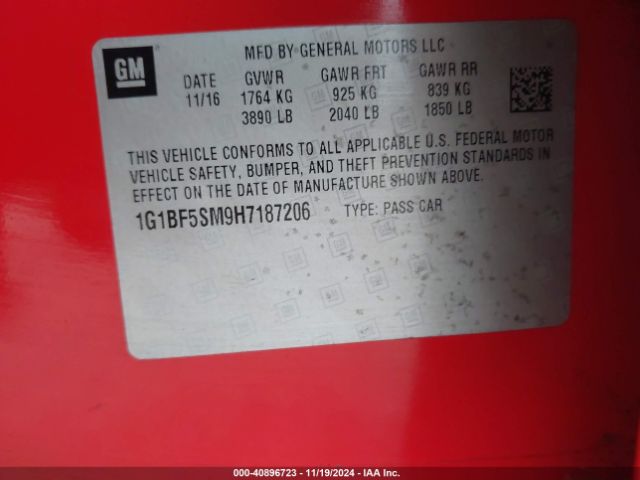 GM
MFD BY GENERAL MOTORS LLC
DATE GVWR GAWR FRT GAWR RR
11/16 1764 KG 925 KG 839 KG
3890 LB 2040 LB 1850 LB
THIS VEHICLE CONFORMS TO ALL APPLICABLE U.S. FEDERAL MOTOR
VEHICLE SAFETY, BUMPER, AND THEFT PREVENTION STANDARDS IN
EFFECT ON THE DATE OF MANUFACTURE SHOWN ABOVE.
1G1BF5SM9H7187206 TYPE: PASS CAR
000-40896723 - 11/19/2024 - IAA Inc.